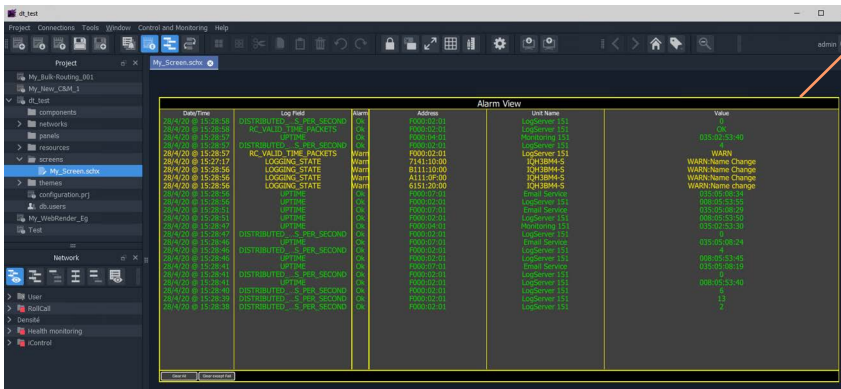 dt_test
Project Connections Tools Window Control and Monitoring Help
admin
Project
My_Screen.schx
My_Bulk-Routing_001
My_New_C&M_1
dt_test
components
networks
panels
resources
screens
My_Screen.schx
themes
configuration.prj
db.users
My_WebRender_Eg
Test
Network
User
RollCall
Densité
Health monitoring
iControl
Alarm View
Date/Time Log Field Alarm Address Unit Name Value
28/4/20 @ 15:28:58 DISTRIBUTED_...S_PER_SECOND Ok F000:02:01 LogServer 151 0
28/4/20 @ 15:28:58 RC_VALID_TIME_PACKETS Ok F000:02:01 LogServer 151 OK
28/4/20 @ 15:28:57 UPTIME Ok F000:04:01 Monitoring 151 035:02:53:40
28/4/20 @ 15:28:57 DISTRIBUTED_...S_PER_SECOND Ok F000:02:01 LogServer 151 4
28/4/20 @ 15:28:57 RC_VALID_TIME_PACKETS Warn F000:02:01 LogServer 151 WARN
28/4/20 @ 15:27:17 LOGGING_STATE Warn 7141:10:00 IQH3BM4-S WARN:Name Change
28/4/20 @ 15:28:56 LOGGING_STATE Warn B111:10:00 IQH3BM4-S WARN:Name Change
28/4/20 @ 15:28:56 LOGGING_STATE Warn A111:0F:00 IQH3BM4-S WARN:Name Change
28/4/20 @ 15:28:56 LOGGING_STATE Warn 6151:20:00 IQH3BM4-S WARN:Name change
28/4/20 @ 15:28:56 UPTIME Ok F000:07:01 Email Service 035:05:08:34
28/4/20 @ 15:28:56 UPTIME Ok F000:02:01 LogServer 151 008:05:53:55
28/4/20 @ 15:28:51 UPTIME Ok F000:07:01 Email Service 035:05:08:29
28/4/20 @ 15:28:51 UPTIME Ok F000:02:01 LogServer 151 008:05:53:50
28/4/20 @ 15:28:47 UPTIME Ok F000:04:01 Monitoring 151 035:02:53:30
28/4/20 @ 15:28:47 DISTRIBUTED_...S_PER_SECOND Ok F000:02:01 LogServer 151 0
28/4/20 @ 15:28:46 UPTIME Ok F000:07:01 Email Service 035:05:08:24
28/4/20 @ 15:28:46 DISTRIBUTED_...S_PER_SECOND Ok F000:02:01 LogServer 151 4
28/4/20 @ 15:28:46 UPTIME Ok F000:02:01 LogServer 151 008:05:53:45
28/4/20 @ 15:28:41 UPTIME Ok F000:07:01 Email Service 035:05:08:19
28/4/20 @ 15:28:41 DISTRIBUTED_...S_PER_SECOND Ok F000:02:01 LogServer 151 0
28/4/20 @ 15:28:41 UPTIME Ok F000:02:01 LogServer 151 008:05:53:40
28/4/20 @ 15:28:40 DISTRIBUTED_...S_PER_SECOND Ok F000:02:01 LogServer 151 6
28/4/20 @ 15:28:39 DISTRIBUTED_...S_PER_SECOND Ok F000:02:01 LogServer 151 13
28/4/20 @ 15:28:38 DISTRIBUTED_...S_PER_SECOND Ok F000:02:01 LogServer 151 2
Clear All